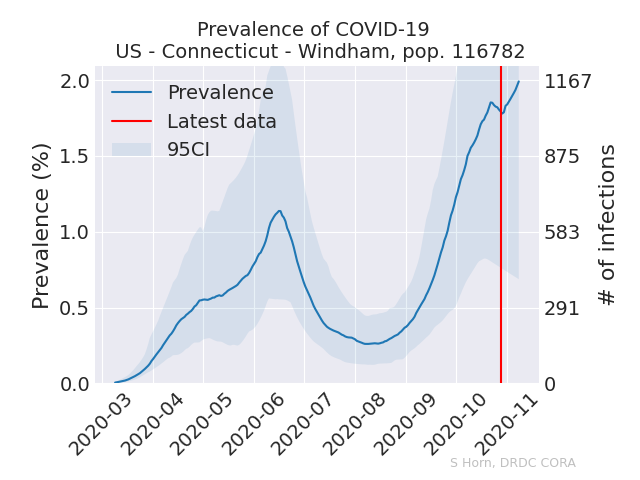 Prevalence of COVID-19
US - Connecticut - Windham, pop. 116782
Prevalence
Latest data
95CI
Prevalence (%)
2.0
1.5
1.0
0.5
0.0
# of infections
1167
875
583
291
0
2020-03
2020-04
2020-05
2020-06
2020-07
2020-08
2020-09
2020-10
2020-11
S Horn, DRDC CORA